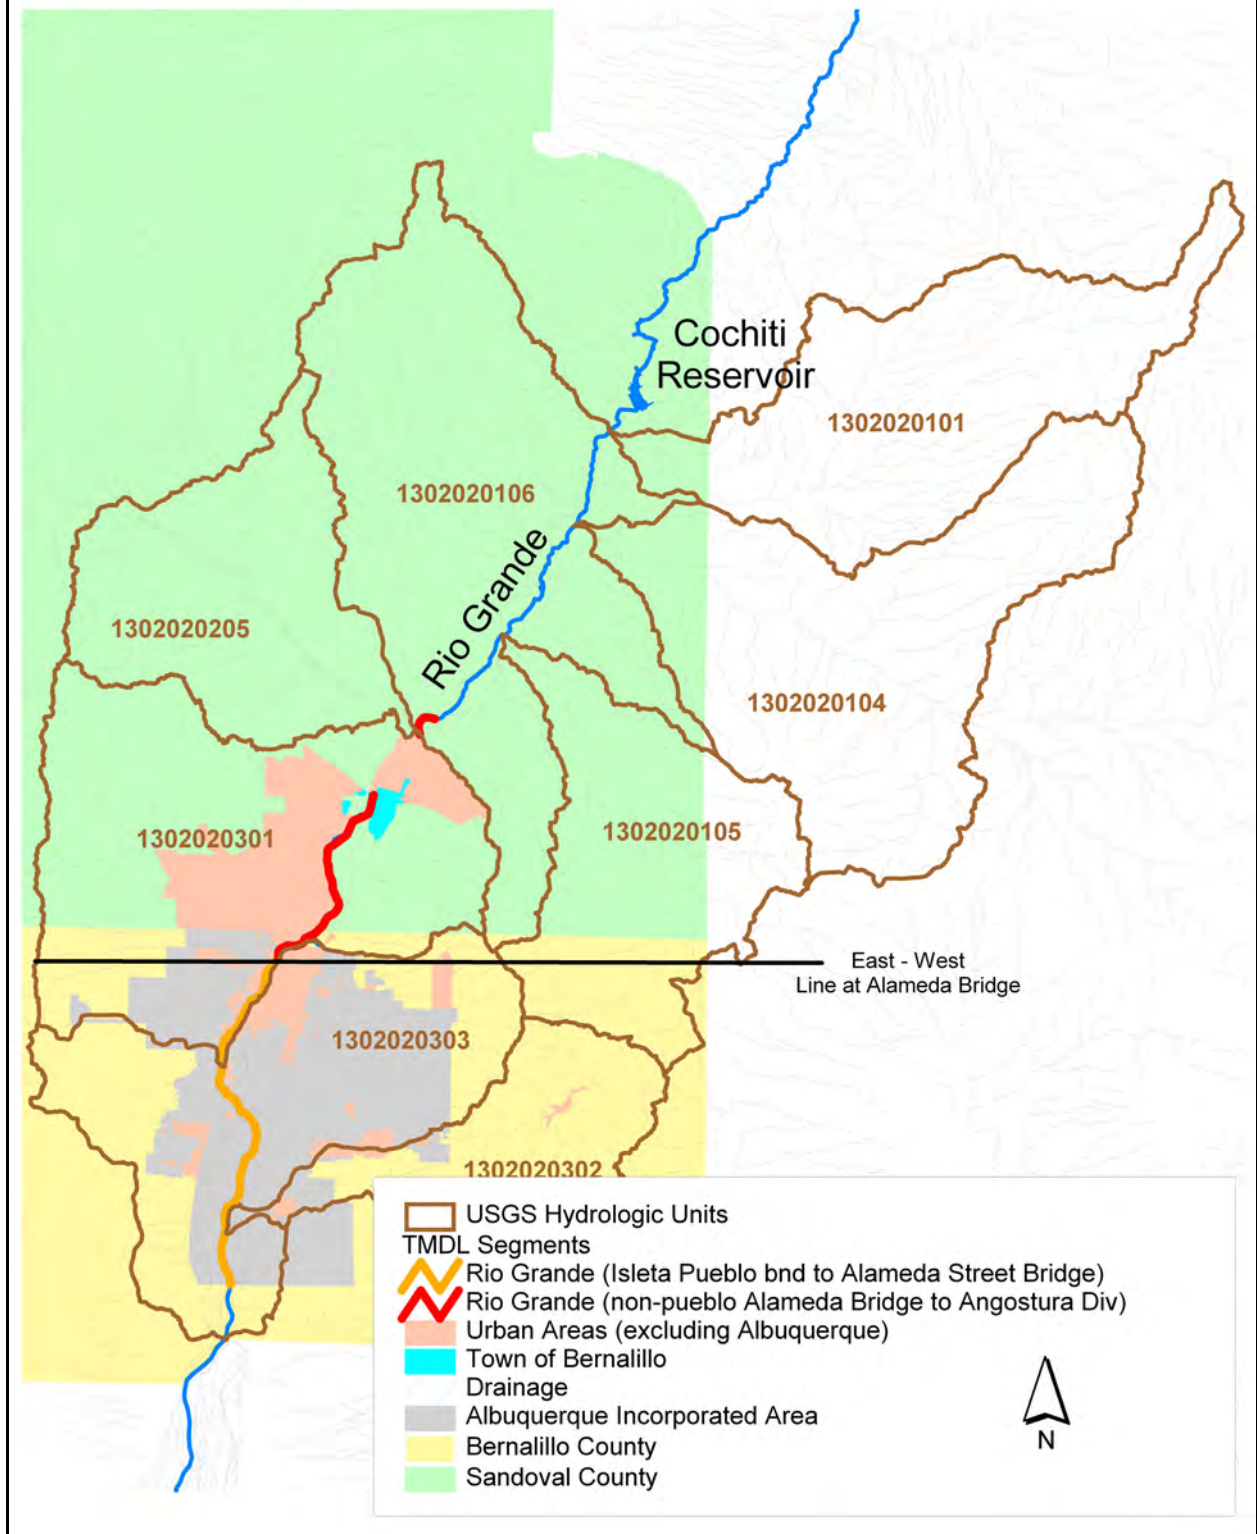 Cochiti
Reservoir
1302020101
1302020106
Rio Grande
1302020205
1302020104
1302020301
1302020105
East - West
Line at Alameda Bridge
1302020303
1302020302
USGS Hydrologic Units
TMDL Segments
Rio Grande (Isleta Pueblo bnd to Alameda Street Bridge)
Rio Grande (non-pueblo Alameda Bridge to Angostura Div)
Urban Areas (excluding Albuquerque)
Town of Bernalillo
Drainage
Albuquerque Incorporated Area
Bernalillo County
Sandoval County
N